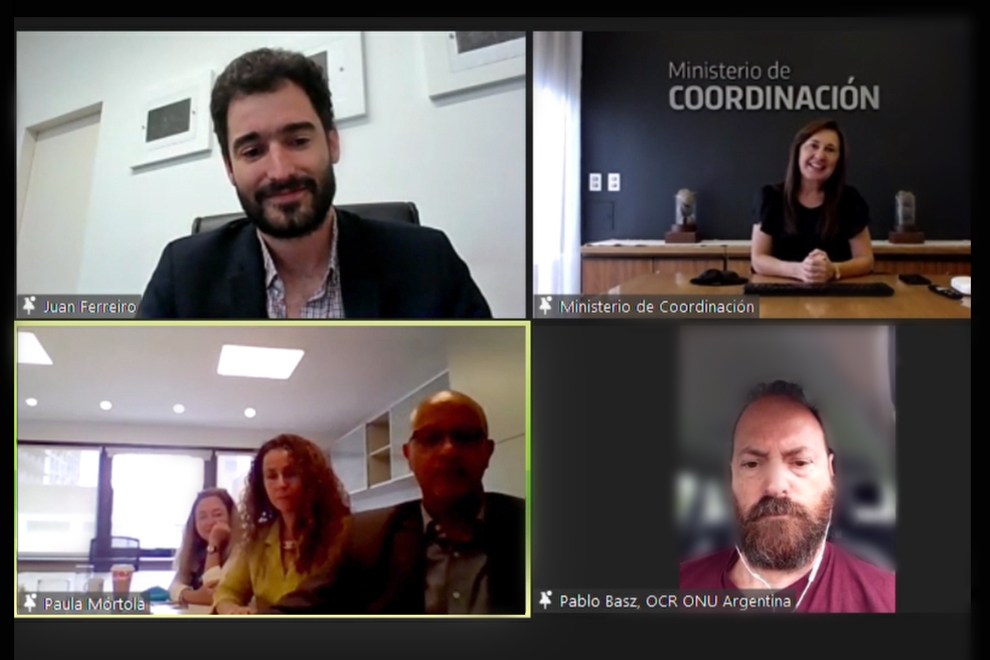 Ministerio de
COORDINACIÓN
Juan Ferreiro
Ministerio de Coordinación
Paula Mórtola
Pablo Basz, OCR ONU Argentina